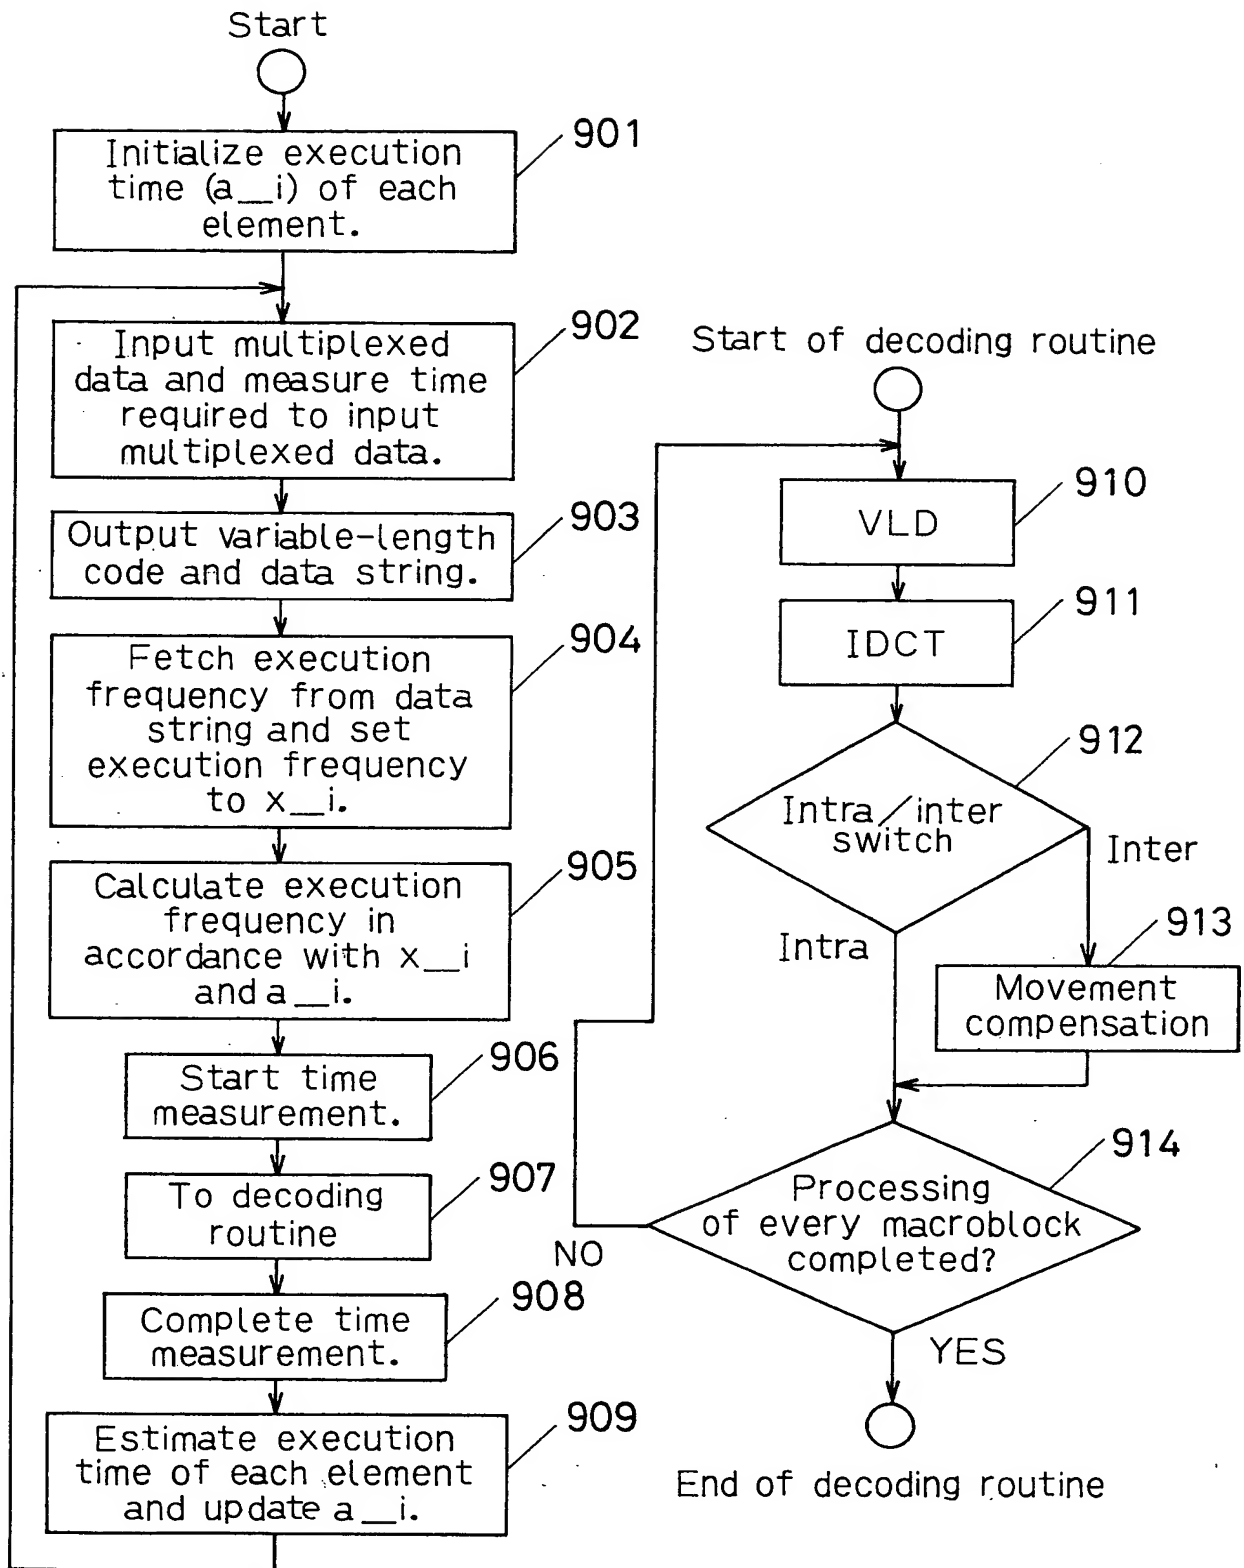 Start
901
Initialize execution
time (a__i) of each
element.
902
Input multiplexed
data and measure time
required to input
multiplexed data.
903
Output variable-length
code and data string.
904
Fetch execution
frequency from data
string and set
execution frequency
to x__i.
905
Calculate execution
frequency in
accordance with x__i
and a__i.
906
Start time
measurement.
907
To decoding
routine
908
Complete time
measurement.
909
Estimate execution
time of each element
and update a__i.
Start of decoding routine
910
VLD
911
IDCT
912
Intra/inter
switch
Inter
Intra
913
Movement
compensation
914
Processing
of every macroblock
completed?
NO
YES
End of decoding routine